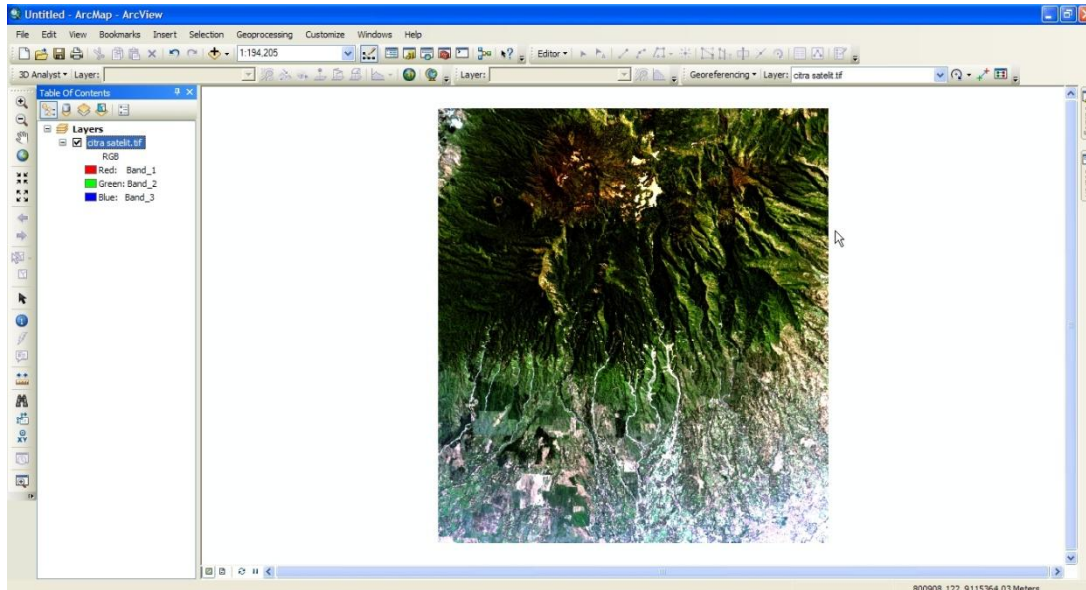 Untitled - ArcMap - ArcView
File Edit View Bookmarks Insert Selection Geoprocessing Customize Windows Help
1:194,205 Editor
3D Analyst Layer: Layer: Georeferencing Layer: citra satelit.tif
Table Of Contents
Layers
citra satelit.tif
RGB
Red: Band_1
Green: Band_2
Blue: Band_3
XY
800908,122 9115364,03 Meters